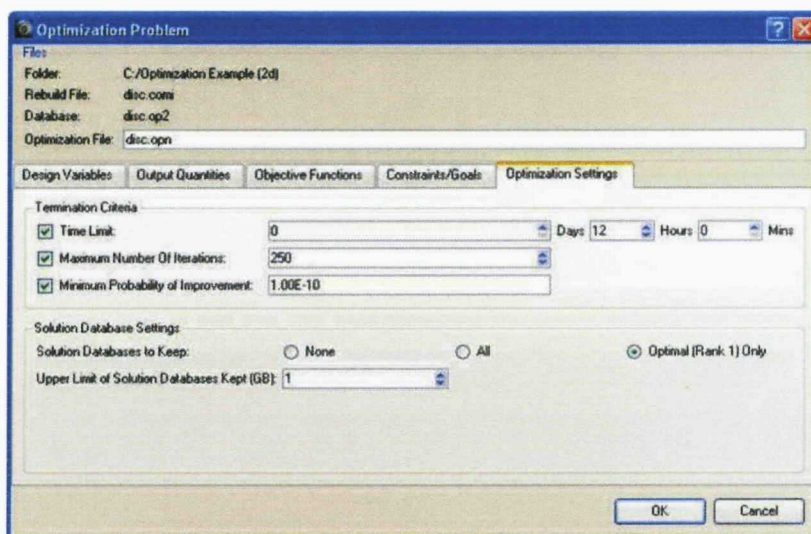 Optimization Problem
Files
Folder: C:/Optimization Example (2d)
Rebuild File: disc.comi
Database: disc.op2
Optimization File: disc.opn
Design Variables Output Quantities Objective Functions Constraints/Goals Optimization Settings
Termination Criteria
Time Limit: 0 Days 12 Hours 0 Mins
Maximum Number Of Iterations: 250
Minimum Probability of Improvement: 1.00E-10
Solution Database Settings
Solution Databases to Keep: None All Optimal (Rank 1) Only
Upper Limit of Solution Databases Kept (GB): 1
OK Cancel